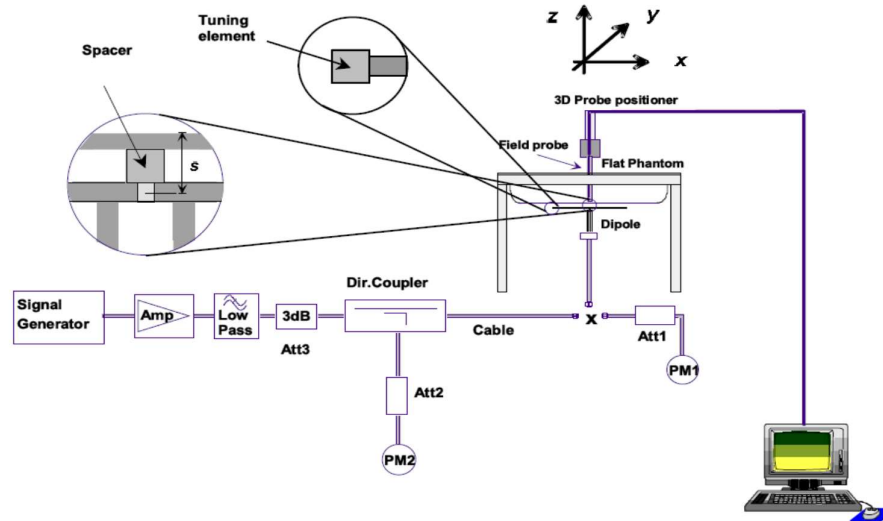 Tuning
element
Spacer
s
z
y
x
3D Probe positioner
Field probe
Flat Phantom
Dipole
Dir.Coupler
Signal
Generator
Amp
Low
Pass
3dB
Att3
Cable
x
Att1
PM1
Att2
PM2